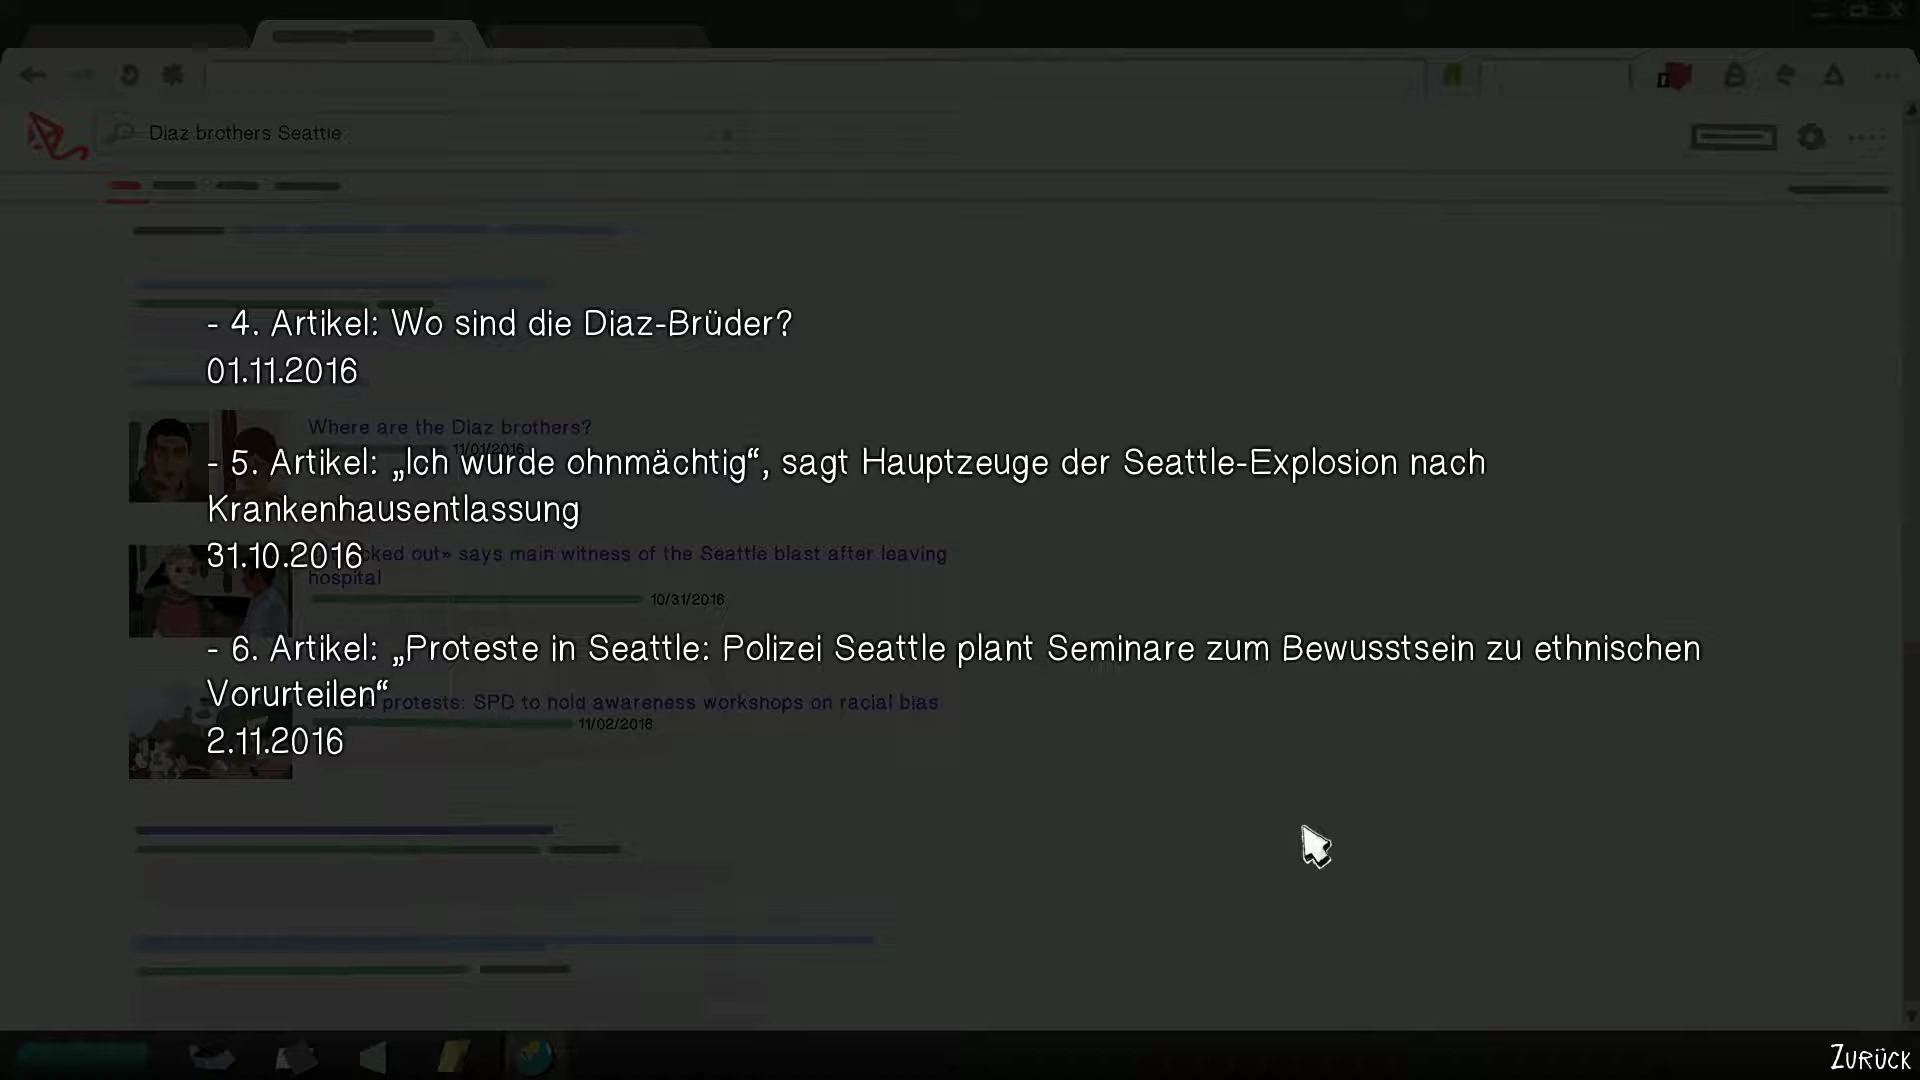 Diaz brothers Seattle
- 4. Artikel: Wo sind die Diaz-Brüder?
01.11.2016
Where are the Diaz brothers?
11/01/2016
- 5. Artikel: „Ich wurde ohnmächtig“, sagt Hauptzeuge der Seattle-Explosion nach
Krankenhausentlassung
31.10.2016
out» says main witness of the Seattle blast after leaving
hospital
10/31/2016
- 6. Artikel: „Proteste in Seattle: Polizei Seattle plant Seminare zum Bewusstsein zu ethnischen
Vorurteilen“
protests: SPD to hold awareness workshops on racial bias
11/02/2016
2.11.2016
Zurück